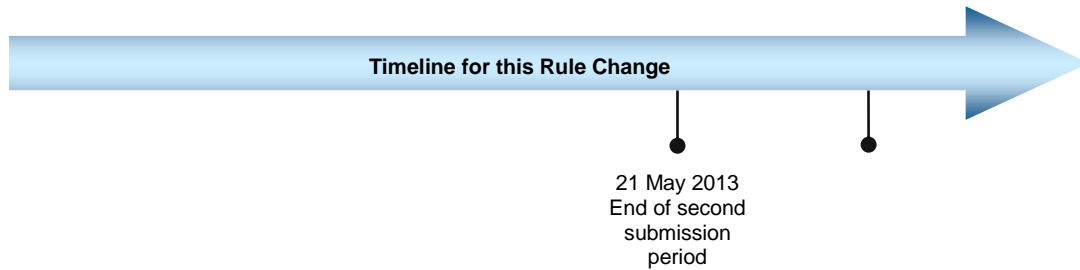 Timeline for this Rule Change
21 May 2013
End of second
submission
period